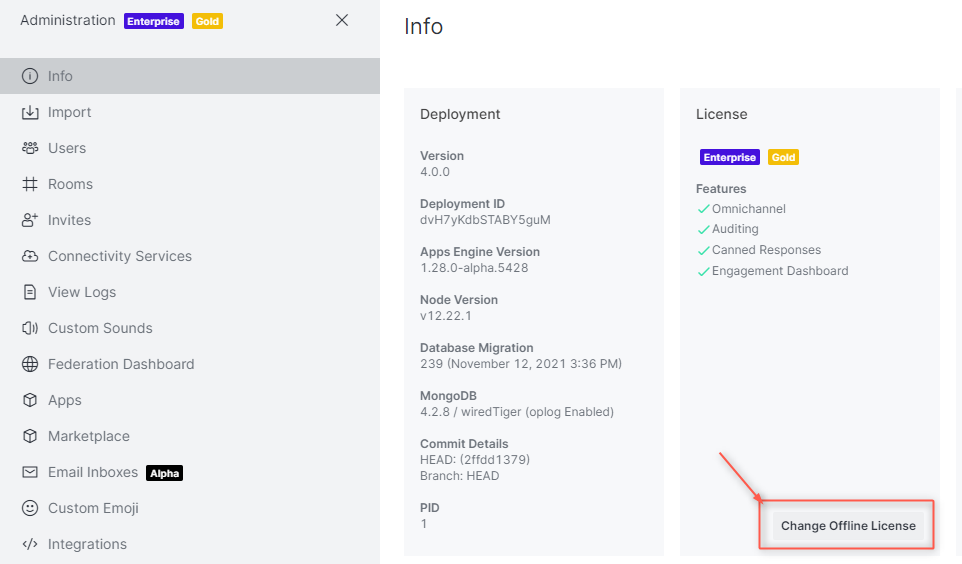 Administration Enterprise Gold
Info
Import
Users
Rooms
Invites
Connectivity Services
View Logs
Custom Sounds
Federation Dashboard
Apps
Marketplace
Email Inboxes Alpha
Custom Emoji
Integrations
Info
Deployment
Version
4.0.0
Deployment ID
dvH7yKdbSTABY5guM
Apps Engine Version
1.28.0-alpha.5428
Node Version
v12.22.1
Database Migration
239 (November 12, 2021 3:36 PM)
MongoDB
4.2.8 / wiredTiger (oplog Enabled)
Commit Details
HEAD: (2ffdd1379)
Branch: HEAD
PID
1
License
Enterprise Gold
Features
Omnichannel
Auditing
Canned Responses
Engagement Dashboard
Change Offline License